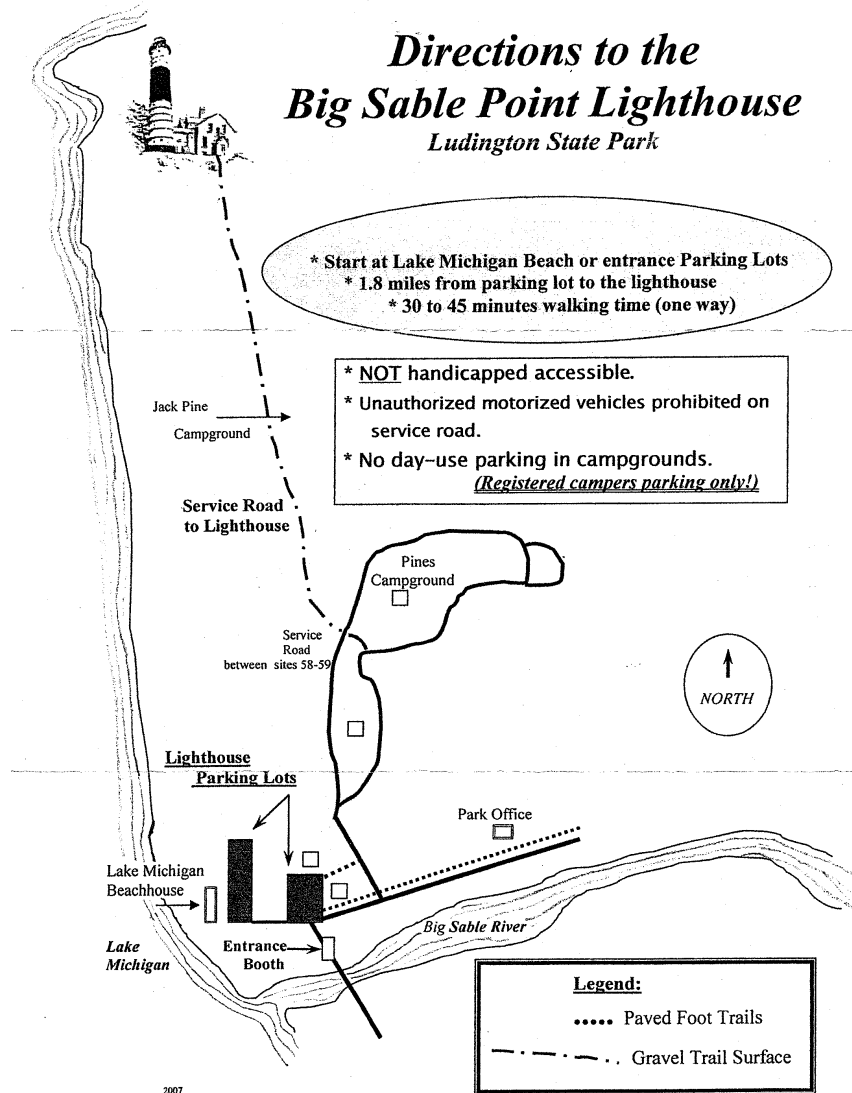 Directions to the
Big Sable Point Lighthouse
Ludington State Park
* Start at Lake Michigan Beach or entrance Parking Lots
* 1.8 miles from parking lot to the lighthouse
* 30 to 45 minutes walking time (one way)
* NOT handicapped accessible.
* Unauthorized motorized vehicles prohibited on
service road.
* No day-use parking in campgrounds.
(Registered campers parking only!)
Jack Pine
Campground
Service Road
to Lighthouse
Pines
Campground
Service
Road
between sites 58-59
NORTH
Lighthouse
Parking Lots
Park Office
Lake Michigan
Beachhouse
Big Sable River
Lake
Michigan
Entrance
Booth
Legend:
Paved Foot Trails
Gravel Trail Surface
2007